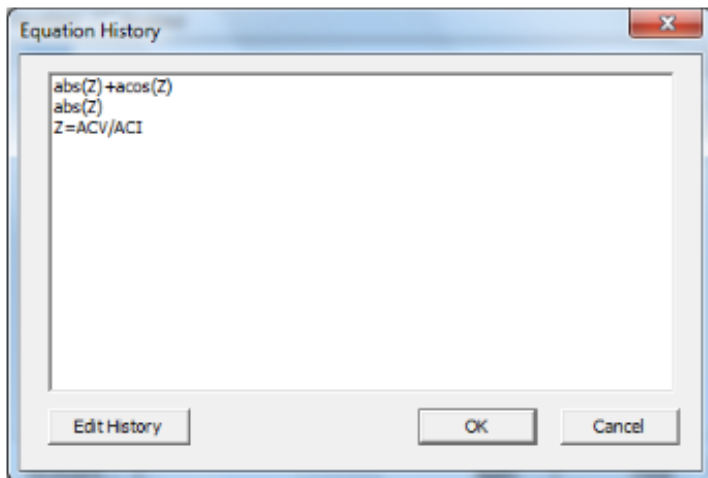 Equation History
abs(Z)+acos(Z)
abs(Z)
Z=ACV/ACI
Edit History
OK
Cancel